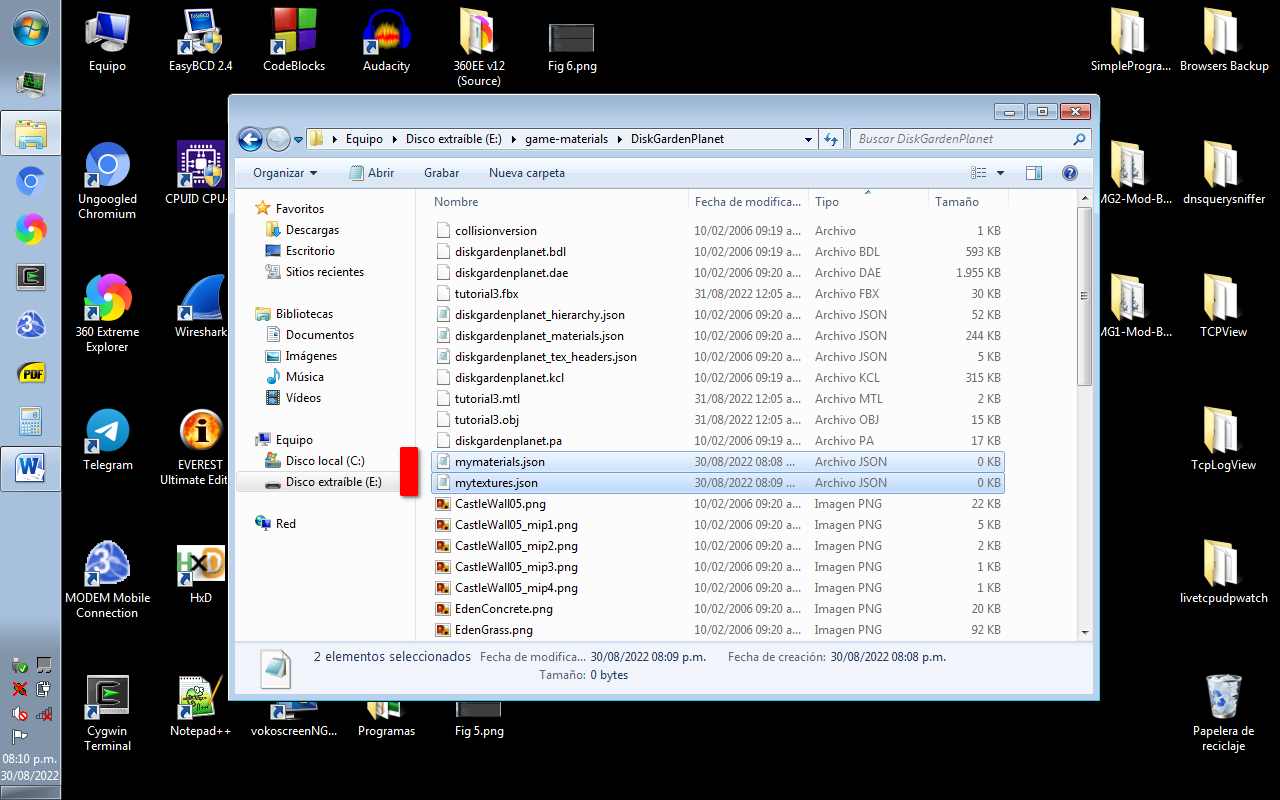 Equipo
EasyBCD 2.4
CodeBlocks
Audacity
360EE v12
(Source)
Fig 6.png
SimpleProgra...
Browsers Backup
Ungoogled
Chromium
CPUID CPU-
MG2-Mod-B...
dnsquerysniffer
360 Extreme
Explorer
Wireshark
MG1-Mod-B...
TCPView
Telegram
EVEREST
Ultimate Edit
TcpLogView
MODEM Mobile
Connection
HxD
livetcpudpwatch
Cygwin
Terminal
Notepad++
vokoscreenNG...
Programas
Fig 5.png
Papelera de
reciclaje
PDF
08:10 p.m.
30/08/2022
Equipo Disco extraíble (E:) game-materials DiskGardenPlanet
Buscar DiskGardenPlanet
Organizar Abrir Grabar Nueva carpeta
Favoritos
Descargas
Escritorio
Sitios recientes
Bibliotecas
Documentos
Imágenes
Música
Vídeos
Equipo
Disco local (C:)
Disco extraíble (E:)
Red
Nombre Fecha de modifica... Tipo Tamaño
collisionversion 10/02/2006 09:19 a... Archivo 1 KB
diskgardenplanet.bdl 10/02/2006 09:19 a... Archivo BDL 593 KB
diskgardenplanet.dae 10/02/2006 09:20 a... Archivo DAE 1.955 KB
tutorial3.fbx 31/08/2022 12:05 a... Archivo FBX 30 KB
diskgardenplanet_hierarchy.json 10/02/2006 09:20 a... Archivo JSON 52 KB
diskgardenplanet_materials.json 10/02/2006 09:20 a... Archivo JSON 244 KB
diskgardenplanet_tex_headers.json 10/02/2006 09:20 a... Archivo JSON 5 KB
diskgardenplanet.kcl 10/02/2006 09:19 a... Archivo KCL 315 KB
tutorial3.mtl 31/08/2022 12:05 a... Archivo MTL 2 KB
tutorial3.obj 31/08/2022 12:05 a... Archivo OBJ 15 KB
diskgardenplanet.pa 10/02/2006 09:19 a... Archivo PA 17 KB
mymaterials.json 30/08/2022 08:08 ... Archivo JSON 0 KB
mytextures.json 30/08/2022 08:09 ... Archivo JSON 0 KB
CastleWall05.png 10/02/2006 09:20 a... Imagen PNG 22 KB
CastleWall05_mip1.png 10/02/2006 09:20 a... Imagen PNG 5 KB
CastleWall05_mip2.png 10/02/2006 09:20 a... Imagen PNG 2 KB
CastleWall05_mip3.png 10/02/2006 09:20 a... Imagen PNG 1 KB
CastleWall05_mip4.png 10/02/2006 09:20 a... Imagen PNG 1 KB
EdenConcrete.png 10/02/2006 09:20 a... Imagen PNG 20 KB
EdenGrass.png 10/02/2006 09:20 a... Imagen PNG 92 KB
2 elementos seleccionados Fecha de modifica... 30/08/2022 08:09 p.m. Fecha de creación: 30/08/2022 08:08 p.m.
Tamaño: 0 bytes